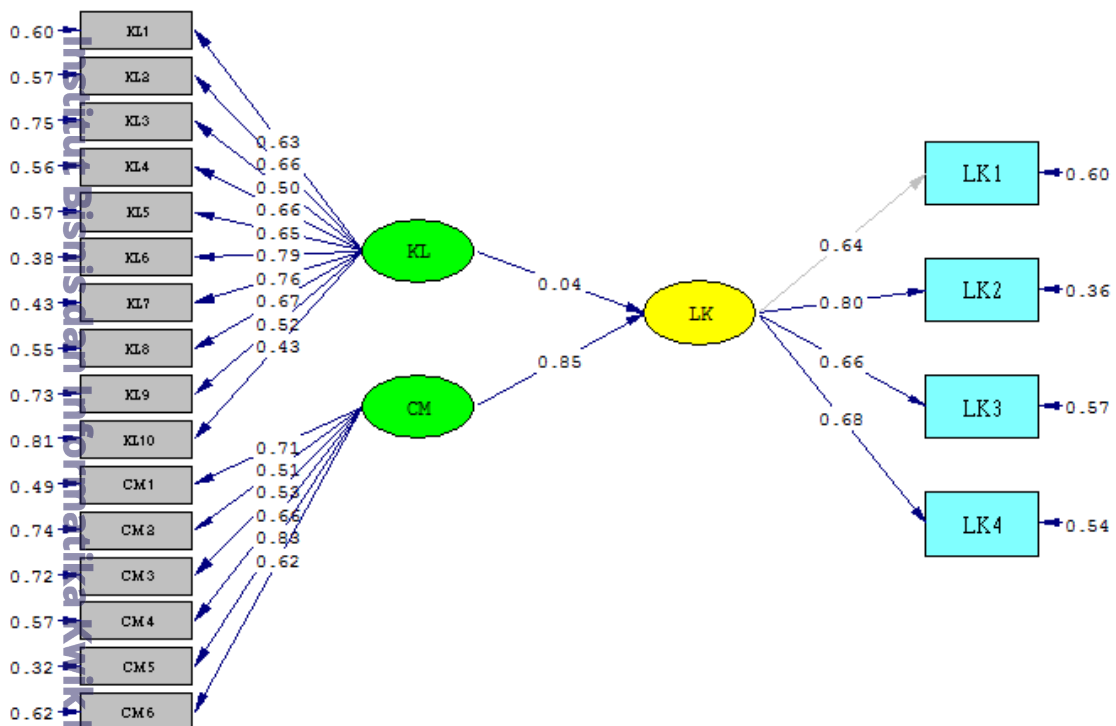 0.60 KL1
0.57 KL2
0.75 KL3
0.56 KL4
0.57 KL5
0.38 KL6
0.43 KL7
0.55 KL8
0.73 KL9
0.81 KL10
0.49 CM1
0.74 CM2
0.72 CM3
0.57 CM4
0.32 CM5
0.62 CM6
0.63
0.66
0.50
0.66
0.65
0.79
0.76
0.67
0.52
0.43
0.71
0.51
0.53
0.66
0.83
0.62
KL
CM
0.04
0.85
LK
0.64
0.80
0.66
0.68
LK1 0.60
LK2 0.36
LK3 0.57
LK4 0.54
Institut Bisnis dan Informatika Kwik